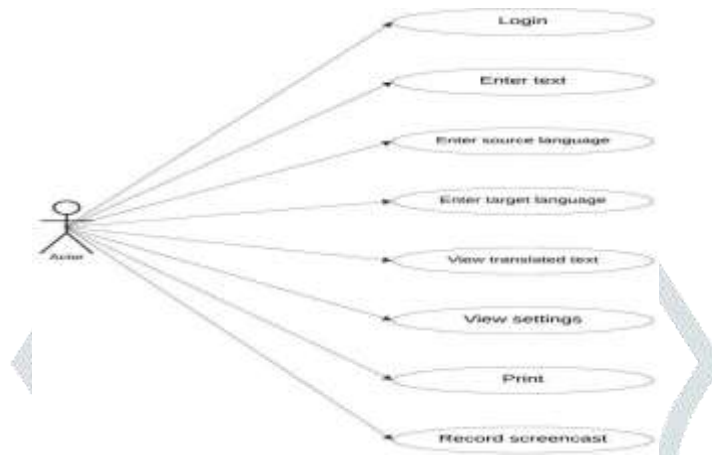 Login
Enter text
Enter source language
Enter target language
Actor
View translated text
View settings
Print
Record screencast